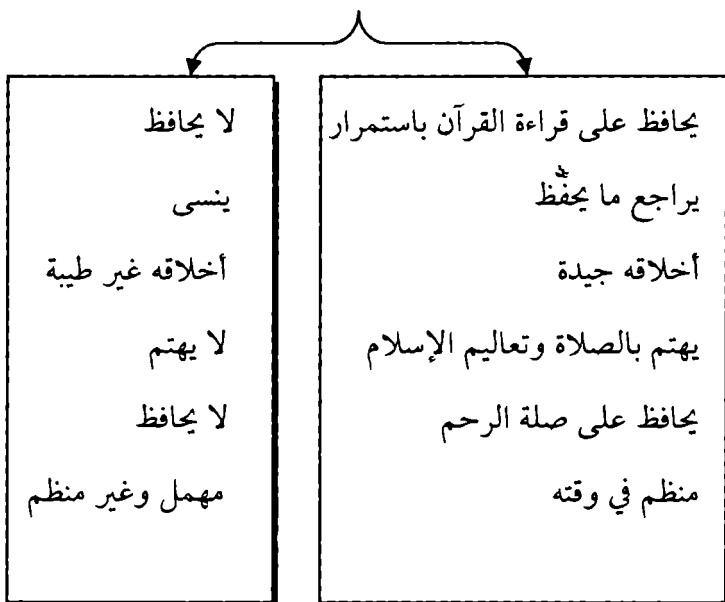 يحافظ على قراءة القرآن باستمرار
يراجع ما يحفَّظ
أخلاقه جيدة
يهتم بالصلاة وتعاليم الإسلام
يحافظ على صلة الرحم
منظم في وقته
لا يحافظ
ينسى
أخلاقه غير طيبة
لا يهتم
لا يحافظ
مهمل وغير منظم